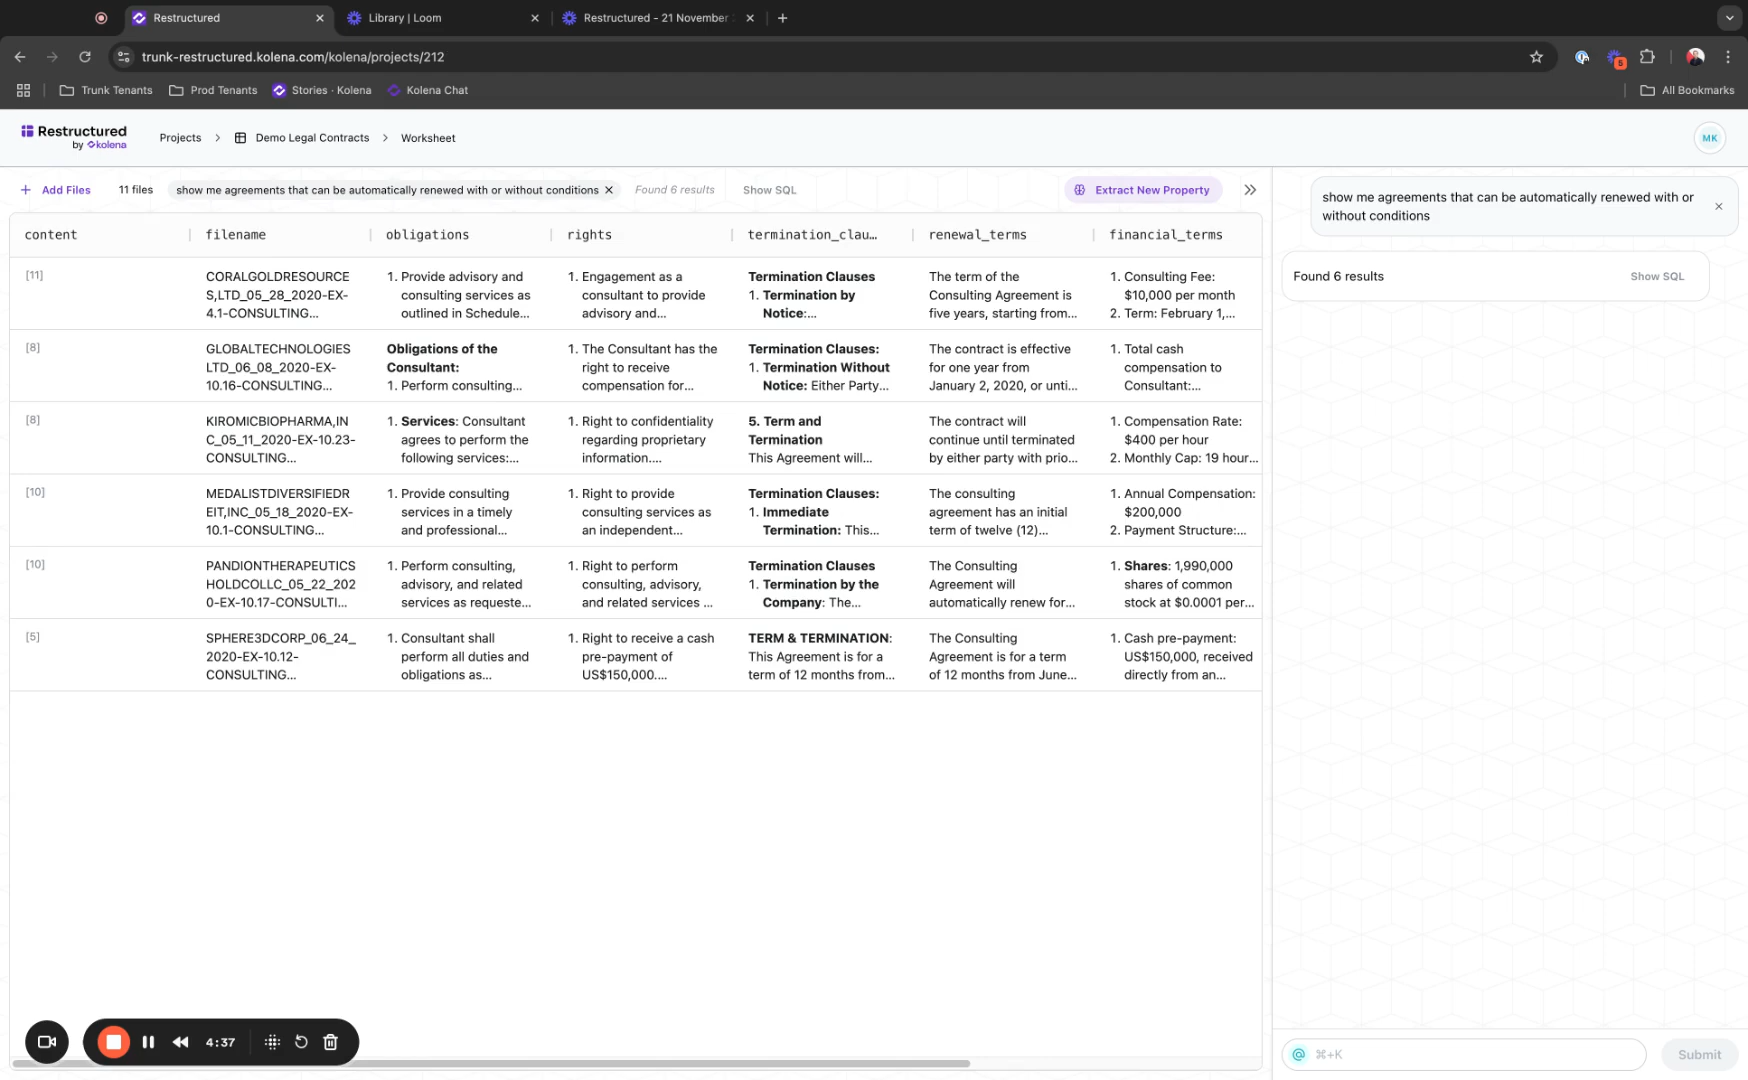 Restructured
Library | Loom
Restructured - 21 November
trunk-restructured.kolena.com/kolena/projects/212
5
Trunk Tenants
Prod Tenants
Stories · Kolena
Kolena Chat
All Bookmarks
Restructured
by kolena
Projects > Demo Legal Contracts > Worksheet
MK
+ Add Files
11 files
show me agreements that can be automatically renewed with or without conditions
Found 6 results
Show SQL
Extract New Property
content
filename
obligations
rights
termination_clau…
renewal_terms
financial_terms
[11]
CORALGOLDRESOURCE
S,LTD_05_28_2020-EX-
4.1-CONSULTING...
1. Provide advisory and
consulting services as
outlined in Schedule...
1. Engagement as a
consultant to provide
advisory and...
Termination Clauses
1. Termination by
Notice:...
The term of the
Consulting Agreement is
five years, starting from...
1. Consulting Fee:
$10,000 per month
2. Term: February 1,...
[8]
GLOBALTECHNOLOGIES
LTD_06_08_2020-EX-
10.16-CONSULTING...
Obligations of the
Consultant:
1. Perform consulting...
1. The Consultant has the
right to receive
compensation for...
Termination Clauses:
1. Termination Without
Notice: Either Party...
The contract is effective
for one year from
January 2, 2020, or unti...
1. Total cash
compensation to
Consultant:...
[8]
KIROMICBIOPHARMA,IN
C_05_11_2020-EX-10.23-
CONSULTING...
1. Services: Consultant
agrees to perform the
following services:...
1. Right to confidentiality
regarding proprietary
information....
5. Term and
Termination
This Agreement will...
The contract will
continue until terminated
by either party with prio...
1. Compensation Rate:
$400 per hour
2. Monthly Cap: 19 hour...
[10]
MEDALISTDIVERSIFIEDR
EIT,INC_05_18_2020-EX-
10.1-CONSULTING...
1. Provide consulting
services in a timely
and professional...
1. Right to provide
consulting services as
an independent...
Termination Clauses:
1. Immediate
Termination: This...
The consulting
agreement has an initial
term of twelve (12)...
1. Annual Compensation:
$200,000
2. Payment Structure:...
[10]
PANDIONTHERAPEUTICS
HOLDCOLLC_05_22_202
0-EX-10.17-CONSULTI...
1. Perform consulting,
advisory, and related
services as requeste...
1. Right to perform
consulting, advisory,
and related services ...
Termination Clauses
1. Termination by the
Company: The...
The Consulting
Agreement will
automatically renew for...
1. Shares: 1,990,000
shares of common
stock at $0.0001 per...
[5]
SPHERE3DCORP_06_24_
2020-EX-10.12-
CONSULTING...
1. Consultant shall
perform all duties and
obligations as...
1. Right to receive a cash
pre-payment of
US$150,000....
TERM & TERMINATION:
This Agreement is for a
term of 12 months from...
The Consulting
Agreement is for a term
of 12 months from June...
1. Cash pre-payment:
US$150,000, received
directly from an...
show me agreements that can be automatically renewed with or
without conditions
Found 6 results
Show SQL
4:37
@ ⌘+K
Submit